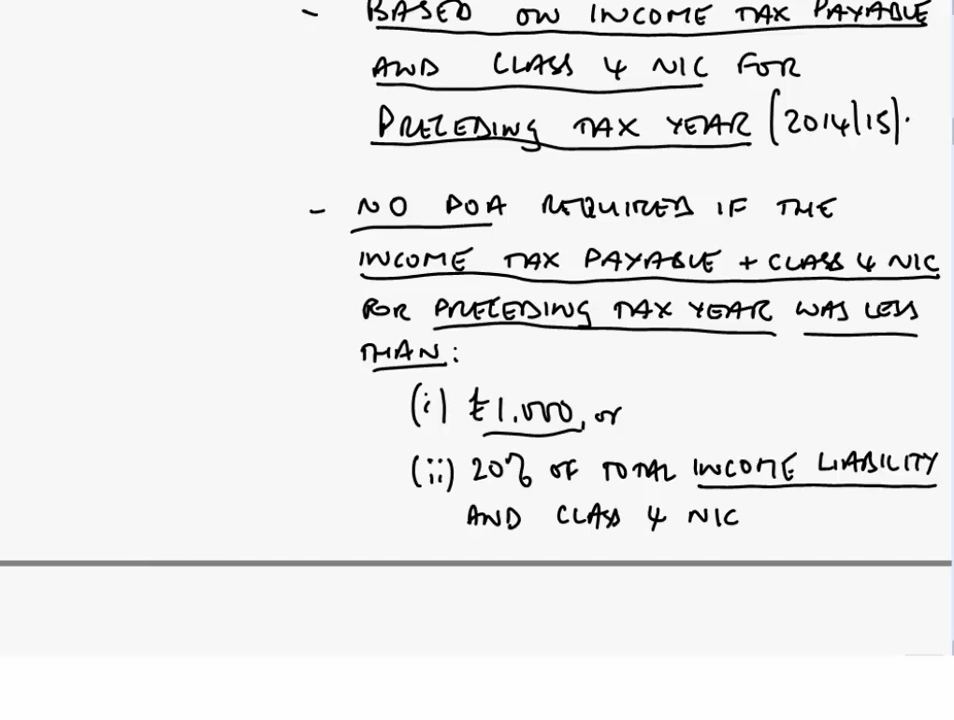 - BASED ON INCOME TAX PAYABLE
AND CLASS 4 NIC FOR
PRECEDING TAX YEAR (2014/15).
- NO POA REQUIRED IF THE
INCOME TAX PAYABLE + CLASS 4 NIC
FOR PRECEDING TAX YEAR WAS LESS
THAN:
(i) £1,000, or
(ii) 20% OF TOTAL INCOME LIABILITY
AND CLASS 4 NIC